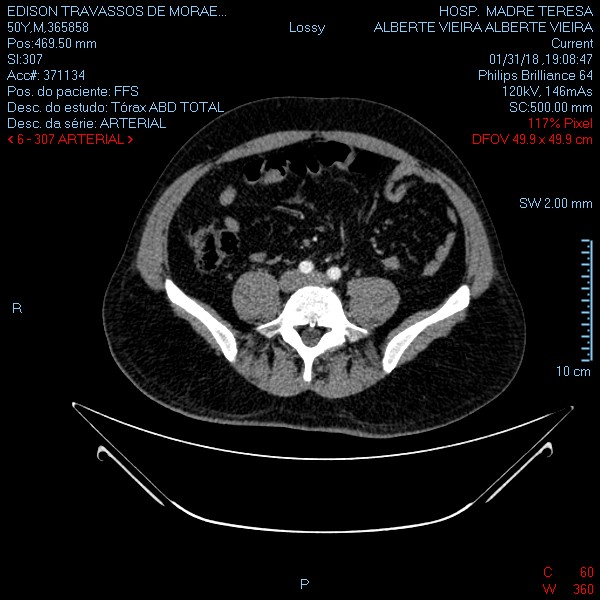 EDISON TRAVASSOS DE MORAE...
50Y,M,365858
Pos:469.50 mm
SI:307
Acc#: 371134
Pos. do paciente: FFS
Desc. do estudo: Tórax ABD TOTAL
Desc. da série: ARTERIAL
< 6 - 307 ARTERIAL >
Lossy
HOSP. MADRE TERESA
ALBERTE VIEIRA ALBERTE VIEIRA
Current
01/31/18 ,19:08:47
Philips Brilliance 64
120kV, 146mAs
SC:500.00 mm
117% Pixel
DFOV 49.9 x 49.9 cm
SW 2.00 mm
R
10 cm
P
C 60
W 360